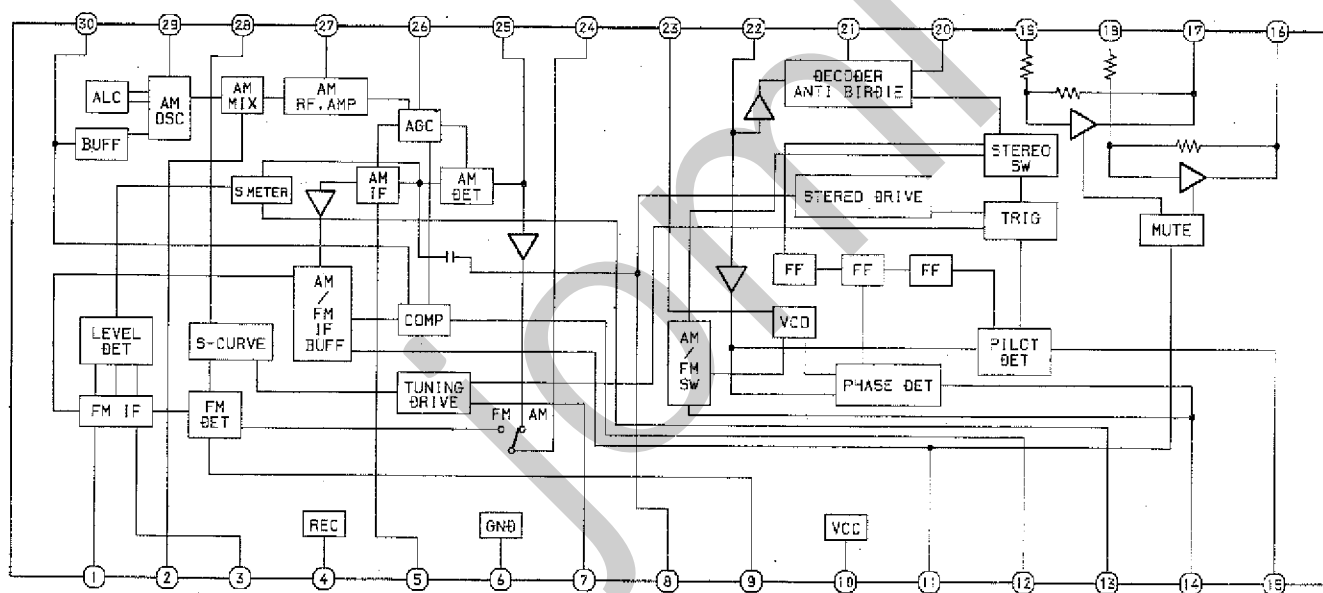 30 29 28 27 26 25 24 23 22 21 20 19 18 17 16
ALC
AM
OSC
AM
MIX
AM
RF.AMP
DECODER
ANTI BIRDIE
BUFF
AGC
STEREO
SW
S METER
AM
IF
AM
DET
STEREO DRIVE
TRIG
MUTE
AM
/
FM
IF
BUFF
FF
FF
FF
LEVEL
DET
S-CURVE
COMP
AM
/
FM
SW
VCO
PILOT
DET
TUNING
DRIVE
PHASE DET
FM IF
FM
DET
FM AM
REC
GND
VCC
1 2 3 4 5 6 7 8 9 10 11 12 13 14 15
jom